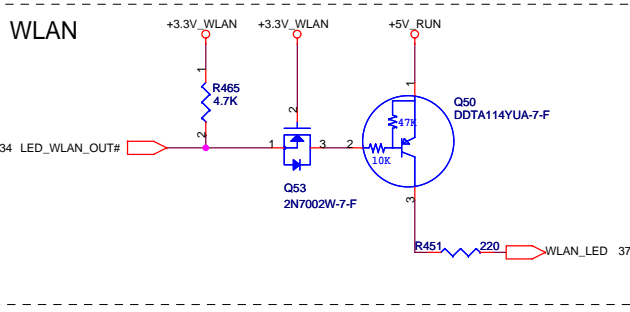 WLAN
+3.3V_WLAN +3.3V_WLAN +5V_RUN
1
R465
4.7K
2
2
1
Q50
DDTA114YUA-7-F
47K
34 LED_WLAN_OUT# 1 3 2
10K
Q53
2N7002W-7-F
3
R451 220 WLAN_LED 37